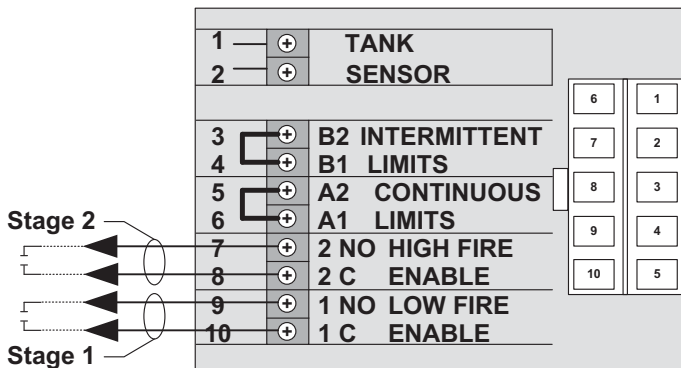 1 TANK
2 SENSOR
3 B2 INTERMITTENT
4 B1 LIMITS
5 A2 CONTINUOUS
6 A1 LIMITS
Stage 2
7 2 NO HIGH FIRE
8 2 C ENABLE
9 1 NO LOW FIRE
10 1 C ENABLE
Stage 1
6 1
7 2
8 3
9 4
10 5